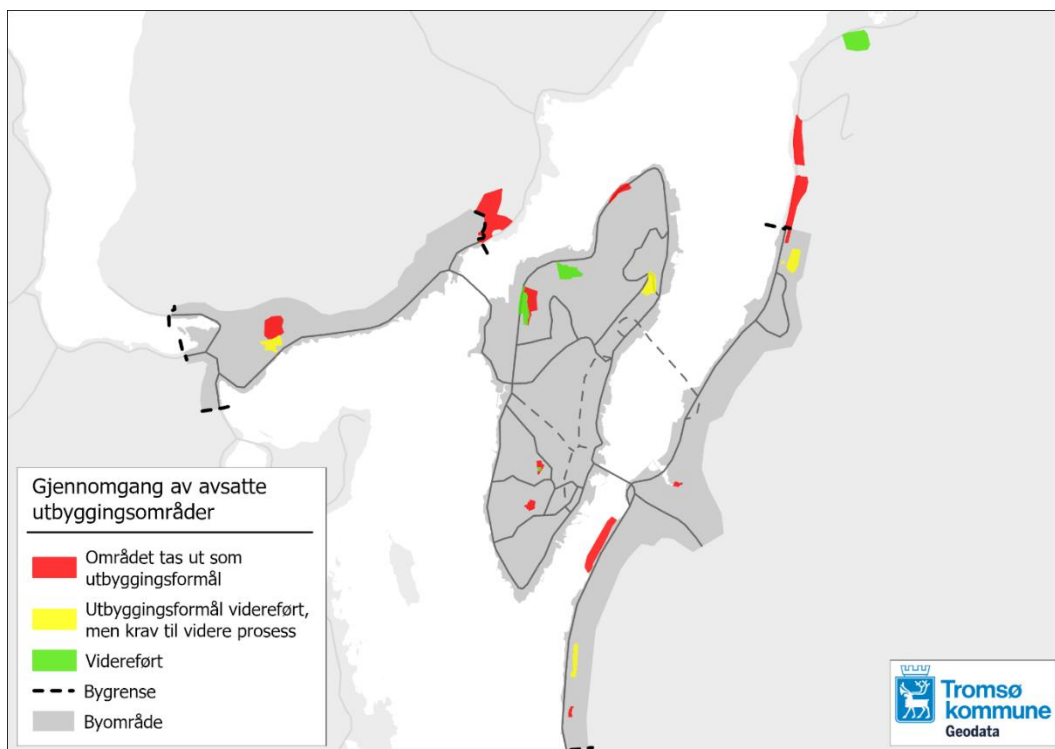 Gjennomgang av avsatte
utbyggingsområder
Området tas ut som
utbyggingsformål
Utbyggingsformål videreført,
men krav til videre prosess
Videreført
Bygrense
Byområde
Tromsø
kommune
Geodata